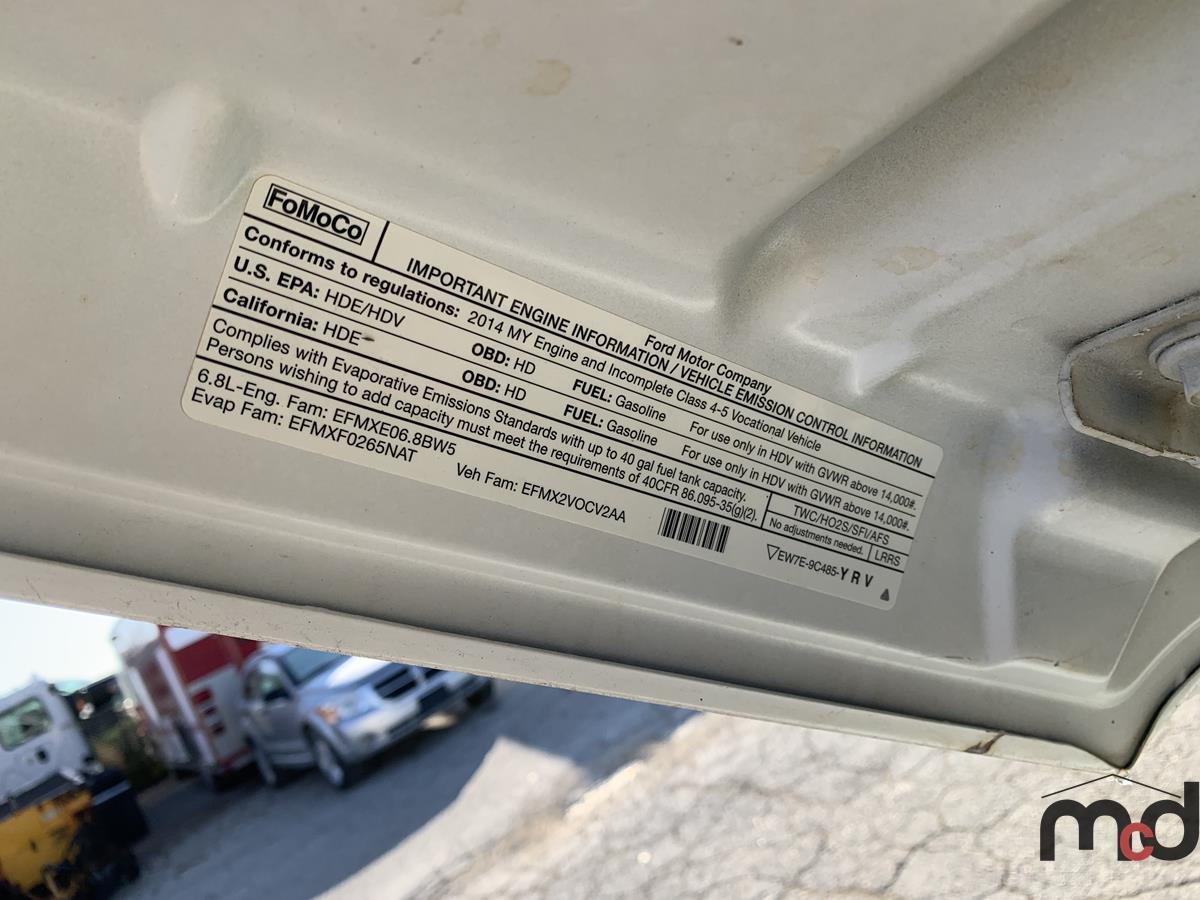 FoMoCo
Ford Motor Company
IMPORTANT ENGINE INFORMATION / VEHICLE EMISSION CONTROL INFORMATION
Conforms to regulations: 2014 MY Engine and Incomplete Class 4-5 Vocational Vehicle
U.S. EPA: HDE/HDV OBD: HD FUEL: Gasoline For use only in HDV with GVWR above 14,000#.
California: HDE OBD: HD FUEL: Gasoline For use only in HDV with GVWR above 14,000#.
Complies with Evaporative Emissions Standards with up to 40 gal fuel tank capacity.
Persons wishing to add capacity must meet the requirements of 40CFR 86.095-35(g)(2).
TWC/HO2S/SFI/AFS
No adjustments needed. LRRS
6.8L-Eng. Fam: EFMXE06.8BW5
Evap Fam: EFMXF0265NAT
Veh Fam: EFMX2VOCV2AA
EW7E-9C485-YRV
mcd